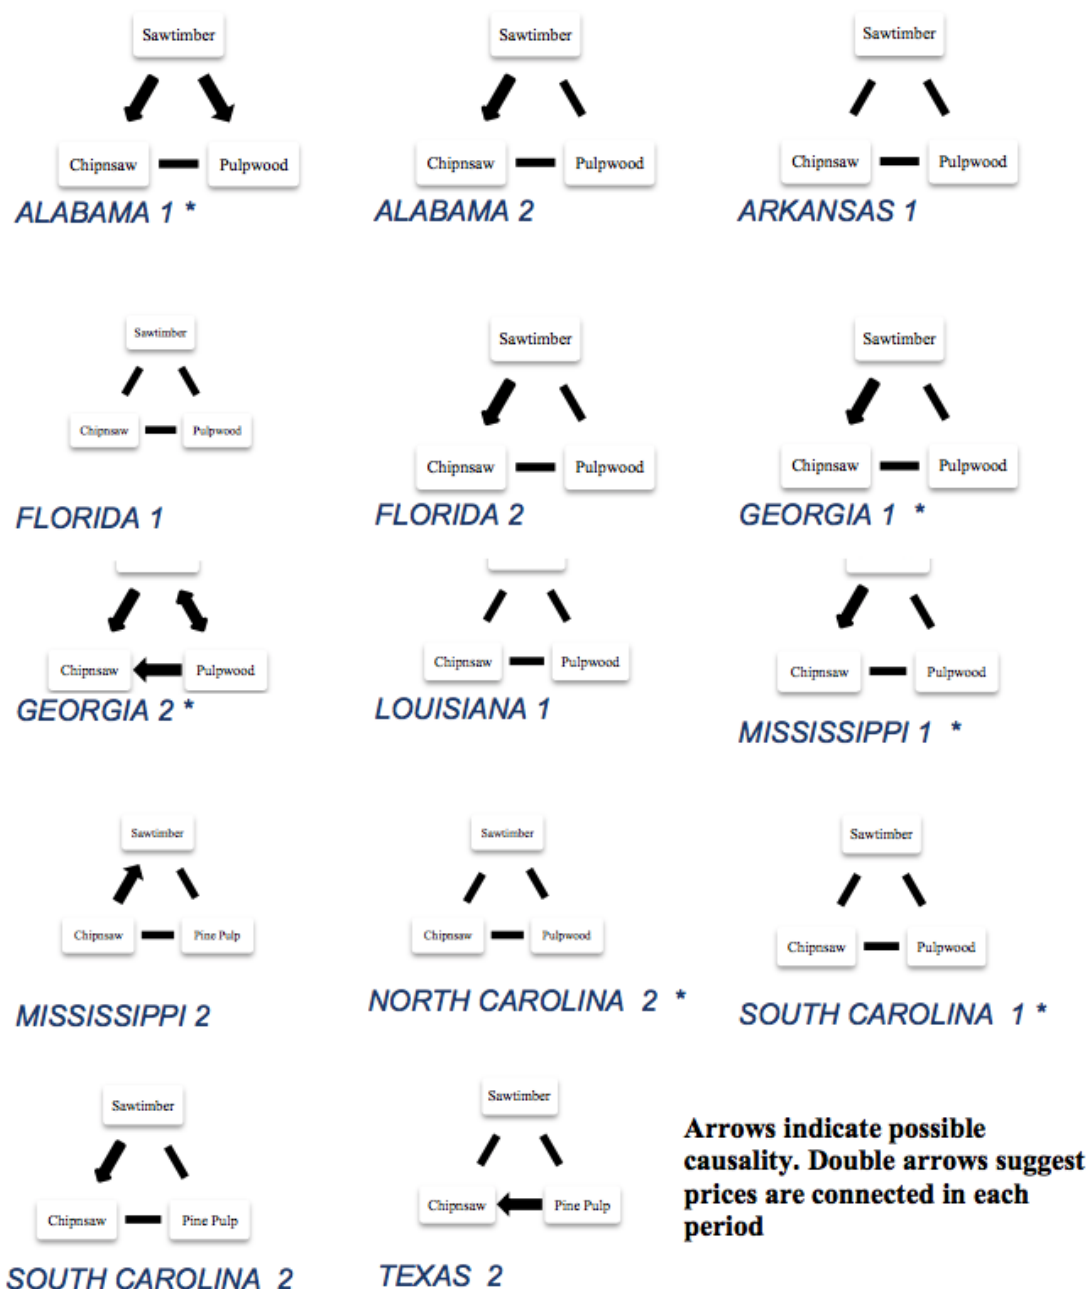 Sawtimber
Chipnsaw
Pulpwood
ALABAMA 1 *
Sawtimber
Chipnsaw
Pulpwood
ALABAMA 2
Sawtimber
Chipnsaw
Pulpwood
ARKANSAS 1
Sawtimber
Chipnsaw
Pulpwood
FLORIDA 1
Sawtimber
Chipnsaw
Pulpwood
FLORIDA 2
Sawtimber
Chipnsaw
Pulpwood
GEORGIA 1 *
Chipnsaw
Pulpwood
GEORGIA 2 *
Chipnsaw
Pulpwood
LOUISIANA 1
Chipnsaw
Pulpwood
MISSISSIPPI 1 *
Sawtimber
Chipnsaw
Pine Pulp
MISSISSIPPI 2
Sawtimber
Chipnsaw
Pulpwood
NORTH CAROLINA 2 *
Sawtimber
Chipnsaw
Pulpwood
SOUTH CAROLINA 1 *
Sawtimber
Chipnsaw
Pine Pulp
SOUTH CAROLINA 2
Sawtimber
Chipnsaw
Pine Pulp
TEXAS 2
Arrows indicate possible
causality. Double arrows suggest
prices are connected in each
period